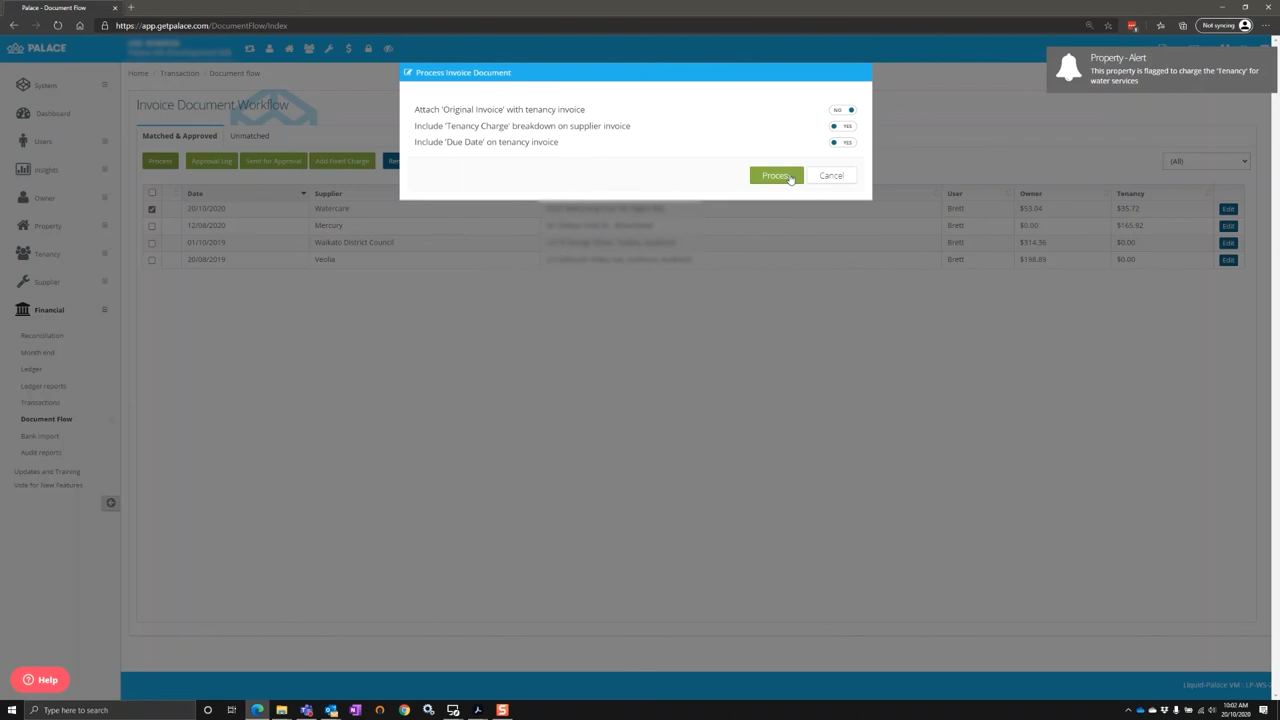 Palace - Document Flow
https://app.getpalace.com/DocumentFlow/Index
Not syncing
PALACE
Property - Alert
This property is flagged to charge the 'Tenancy' for
water services
Process Invoice Document
Attach 'Original Invoice' with tenancy invoice
NO
Include 'Tenancy Charge' breakdown on supplier invoice
YES
Include 'Due Date' on tenancy invoice
YES
Process
Cancel
System
Dashboard
Users
Insights
Owner
Property
Tenancy
Supplier
Financial
Reconciliation
Month end
Ledger
Ledger reports
Transactions
Document Flow
Bank Import
Audit reports
Updates and Training
Vote for New Features
Home
Transaction
Document flow
Invoice Document Workflow
Matched & Approved
Unmatched
Process
Approval Log
Send for Approval
Add Fixed Charge
(All)
Date Supplier User Owner Tenancy
20/10/2020 Watercare Brett $53.04 $35.72 Edit
12/08/2020 Mercury Brett $0.00 $165.92 Edit
01/10/2019 Waikato District Council Brett $314.56 $0.00 Edit
20/08/2019 Veolia Brett $198.89 $0.00 Edit
Help
Liquid-Palace VM : LP-WS-
Type here to search
10:02 AM
20/10/2020